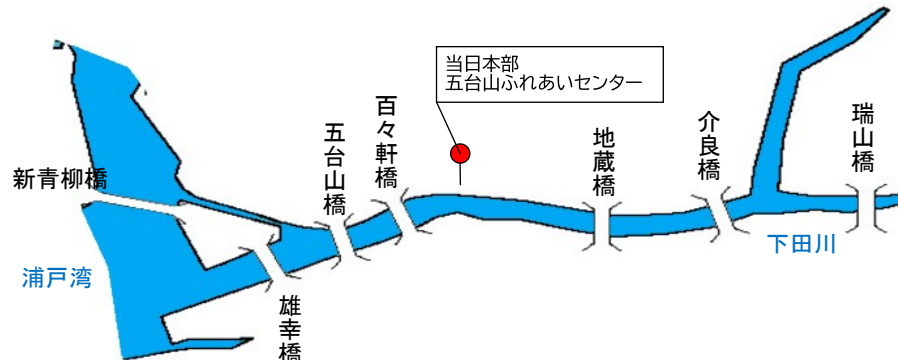 当日本部
五台山ふれあいセンター
新青柳橋
五台山橋
百々軒橋
地蔵橋
介良橋
瑞山橋
浦戸湾
雄幸橋
下田川